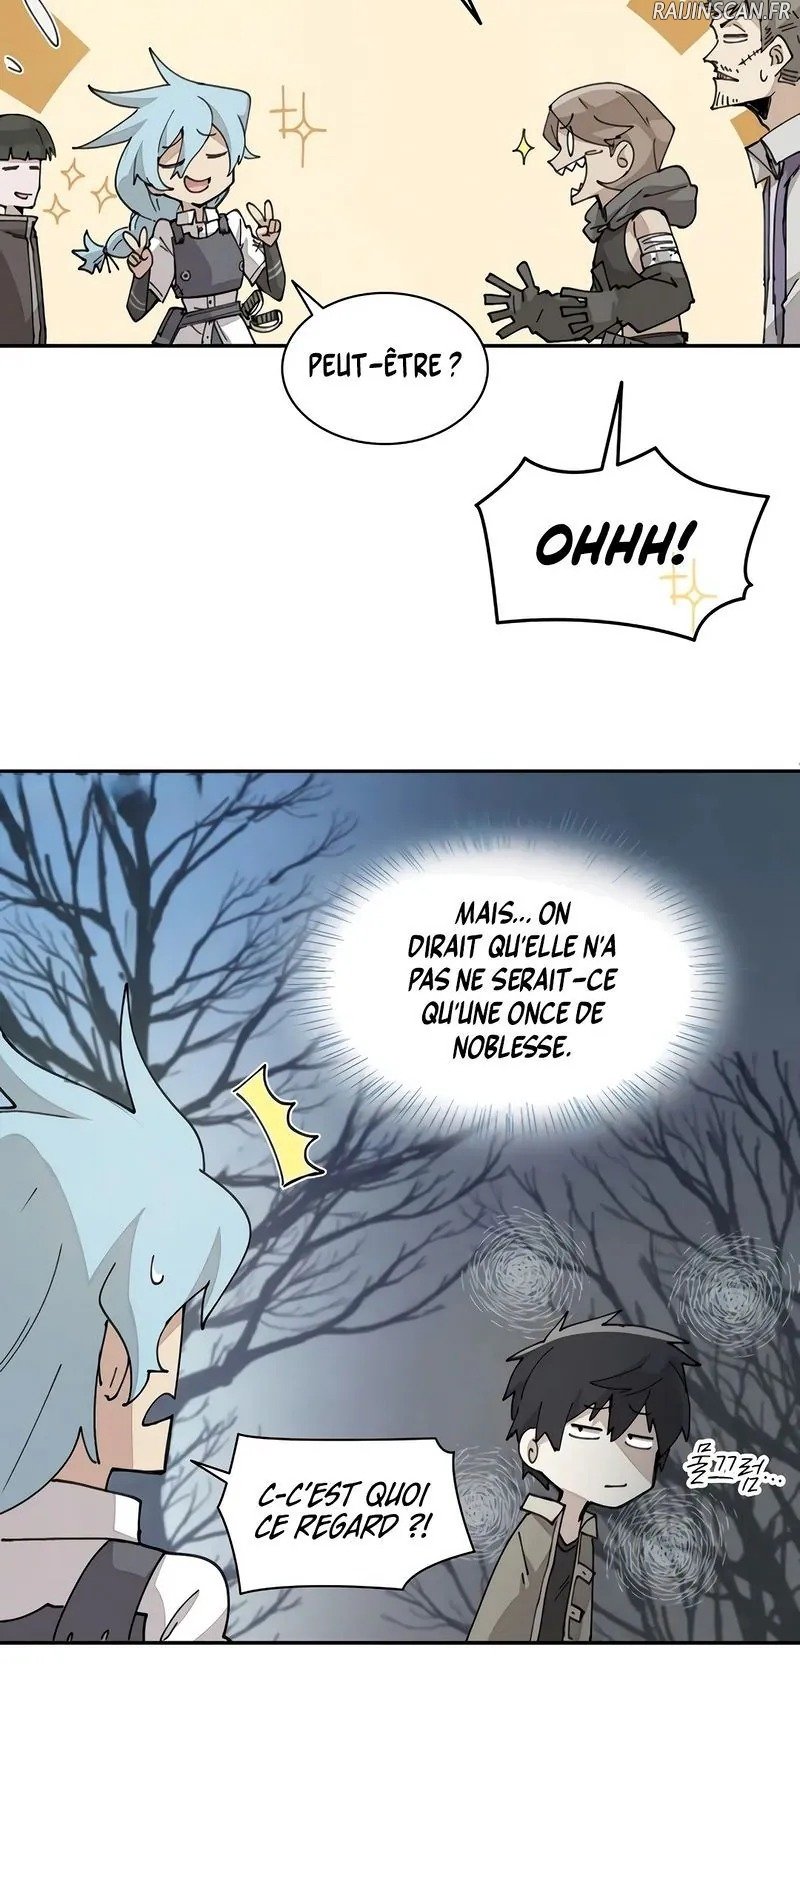 RAIJINSCAN.FR
PEUT-ÊTRE ?
OHHH!
MAIS... ON
DIRAIT QU'ELLE N'A
PAS NE SERAIT-CE
QU'UNE ONCE DE
NOBLESSE.
C-C'EST QUOI
CE REGARD ?!
물끄럼...